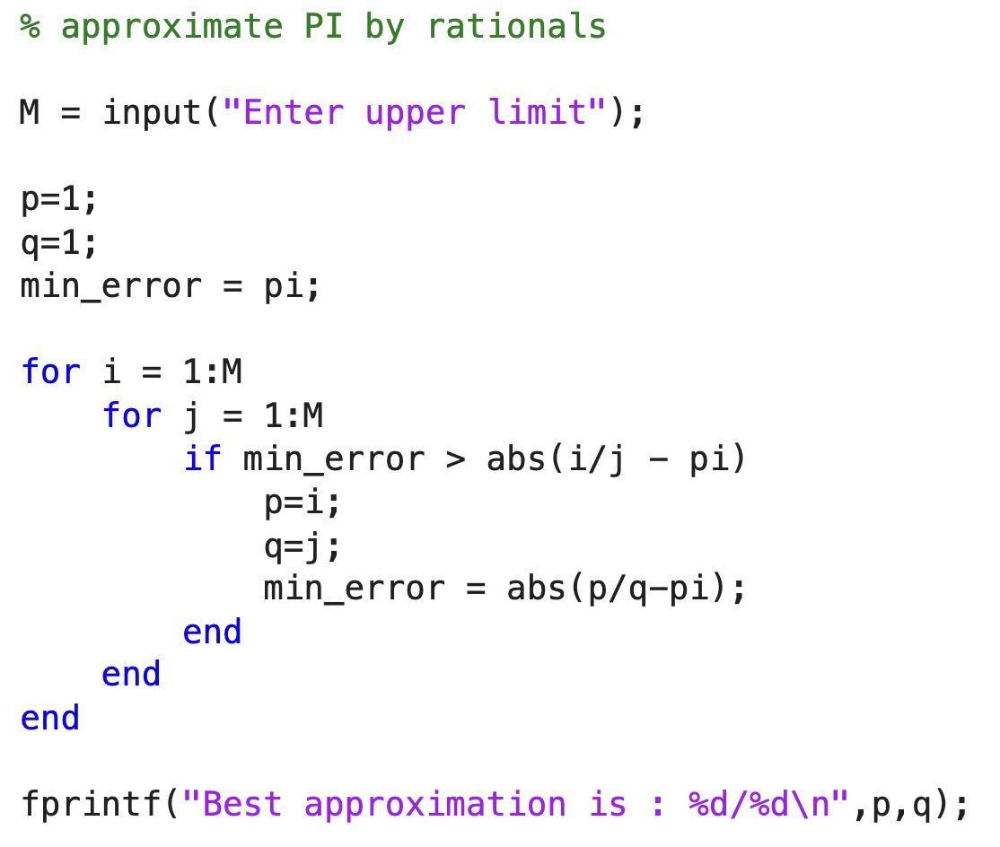 % approximate PI by rationals
M = input("Enter upper limit");
p=1;
q=1;
min_error = pi;
for i = 1:M
for j = 1:M
if min_error > abs(i/j - pi)
p=i;
q=j;
min_error = abs(p/q-pi);
end
end
end
fprintf("Best approximation is : %d/%d\n",p,q);